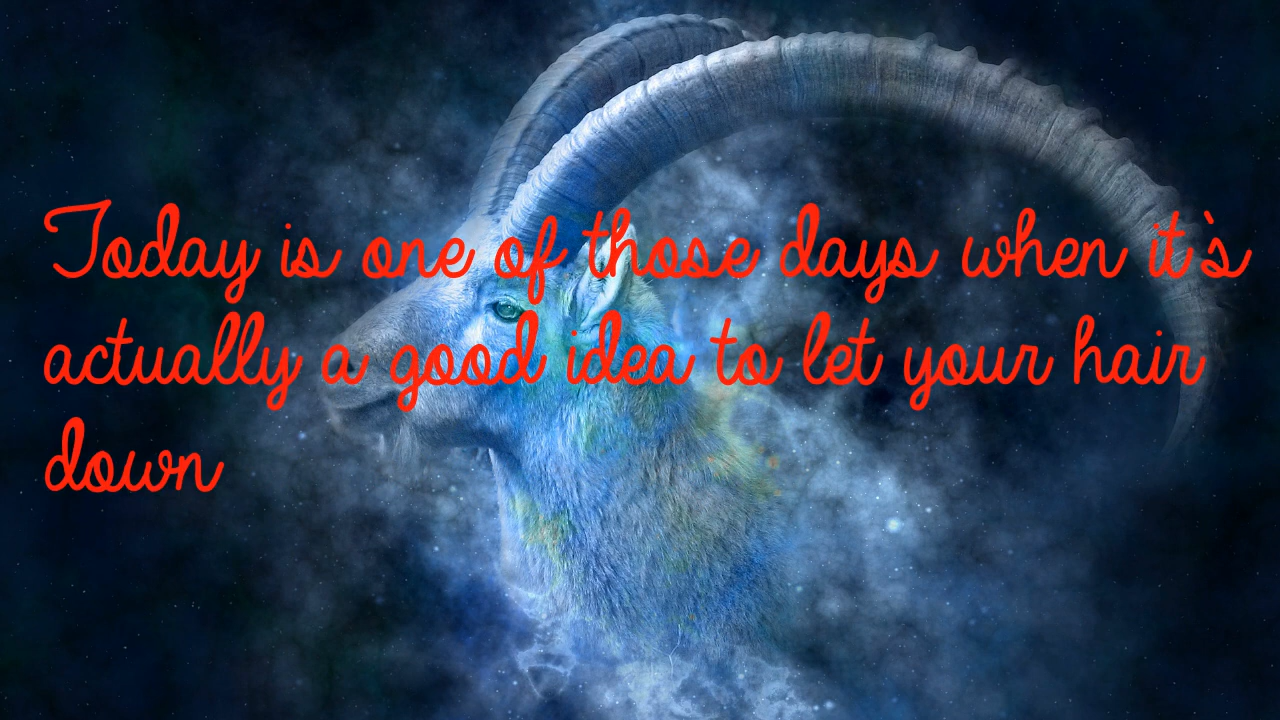 Today is one of those days when it`s
actually a good idea to let your hair
down